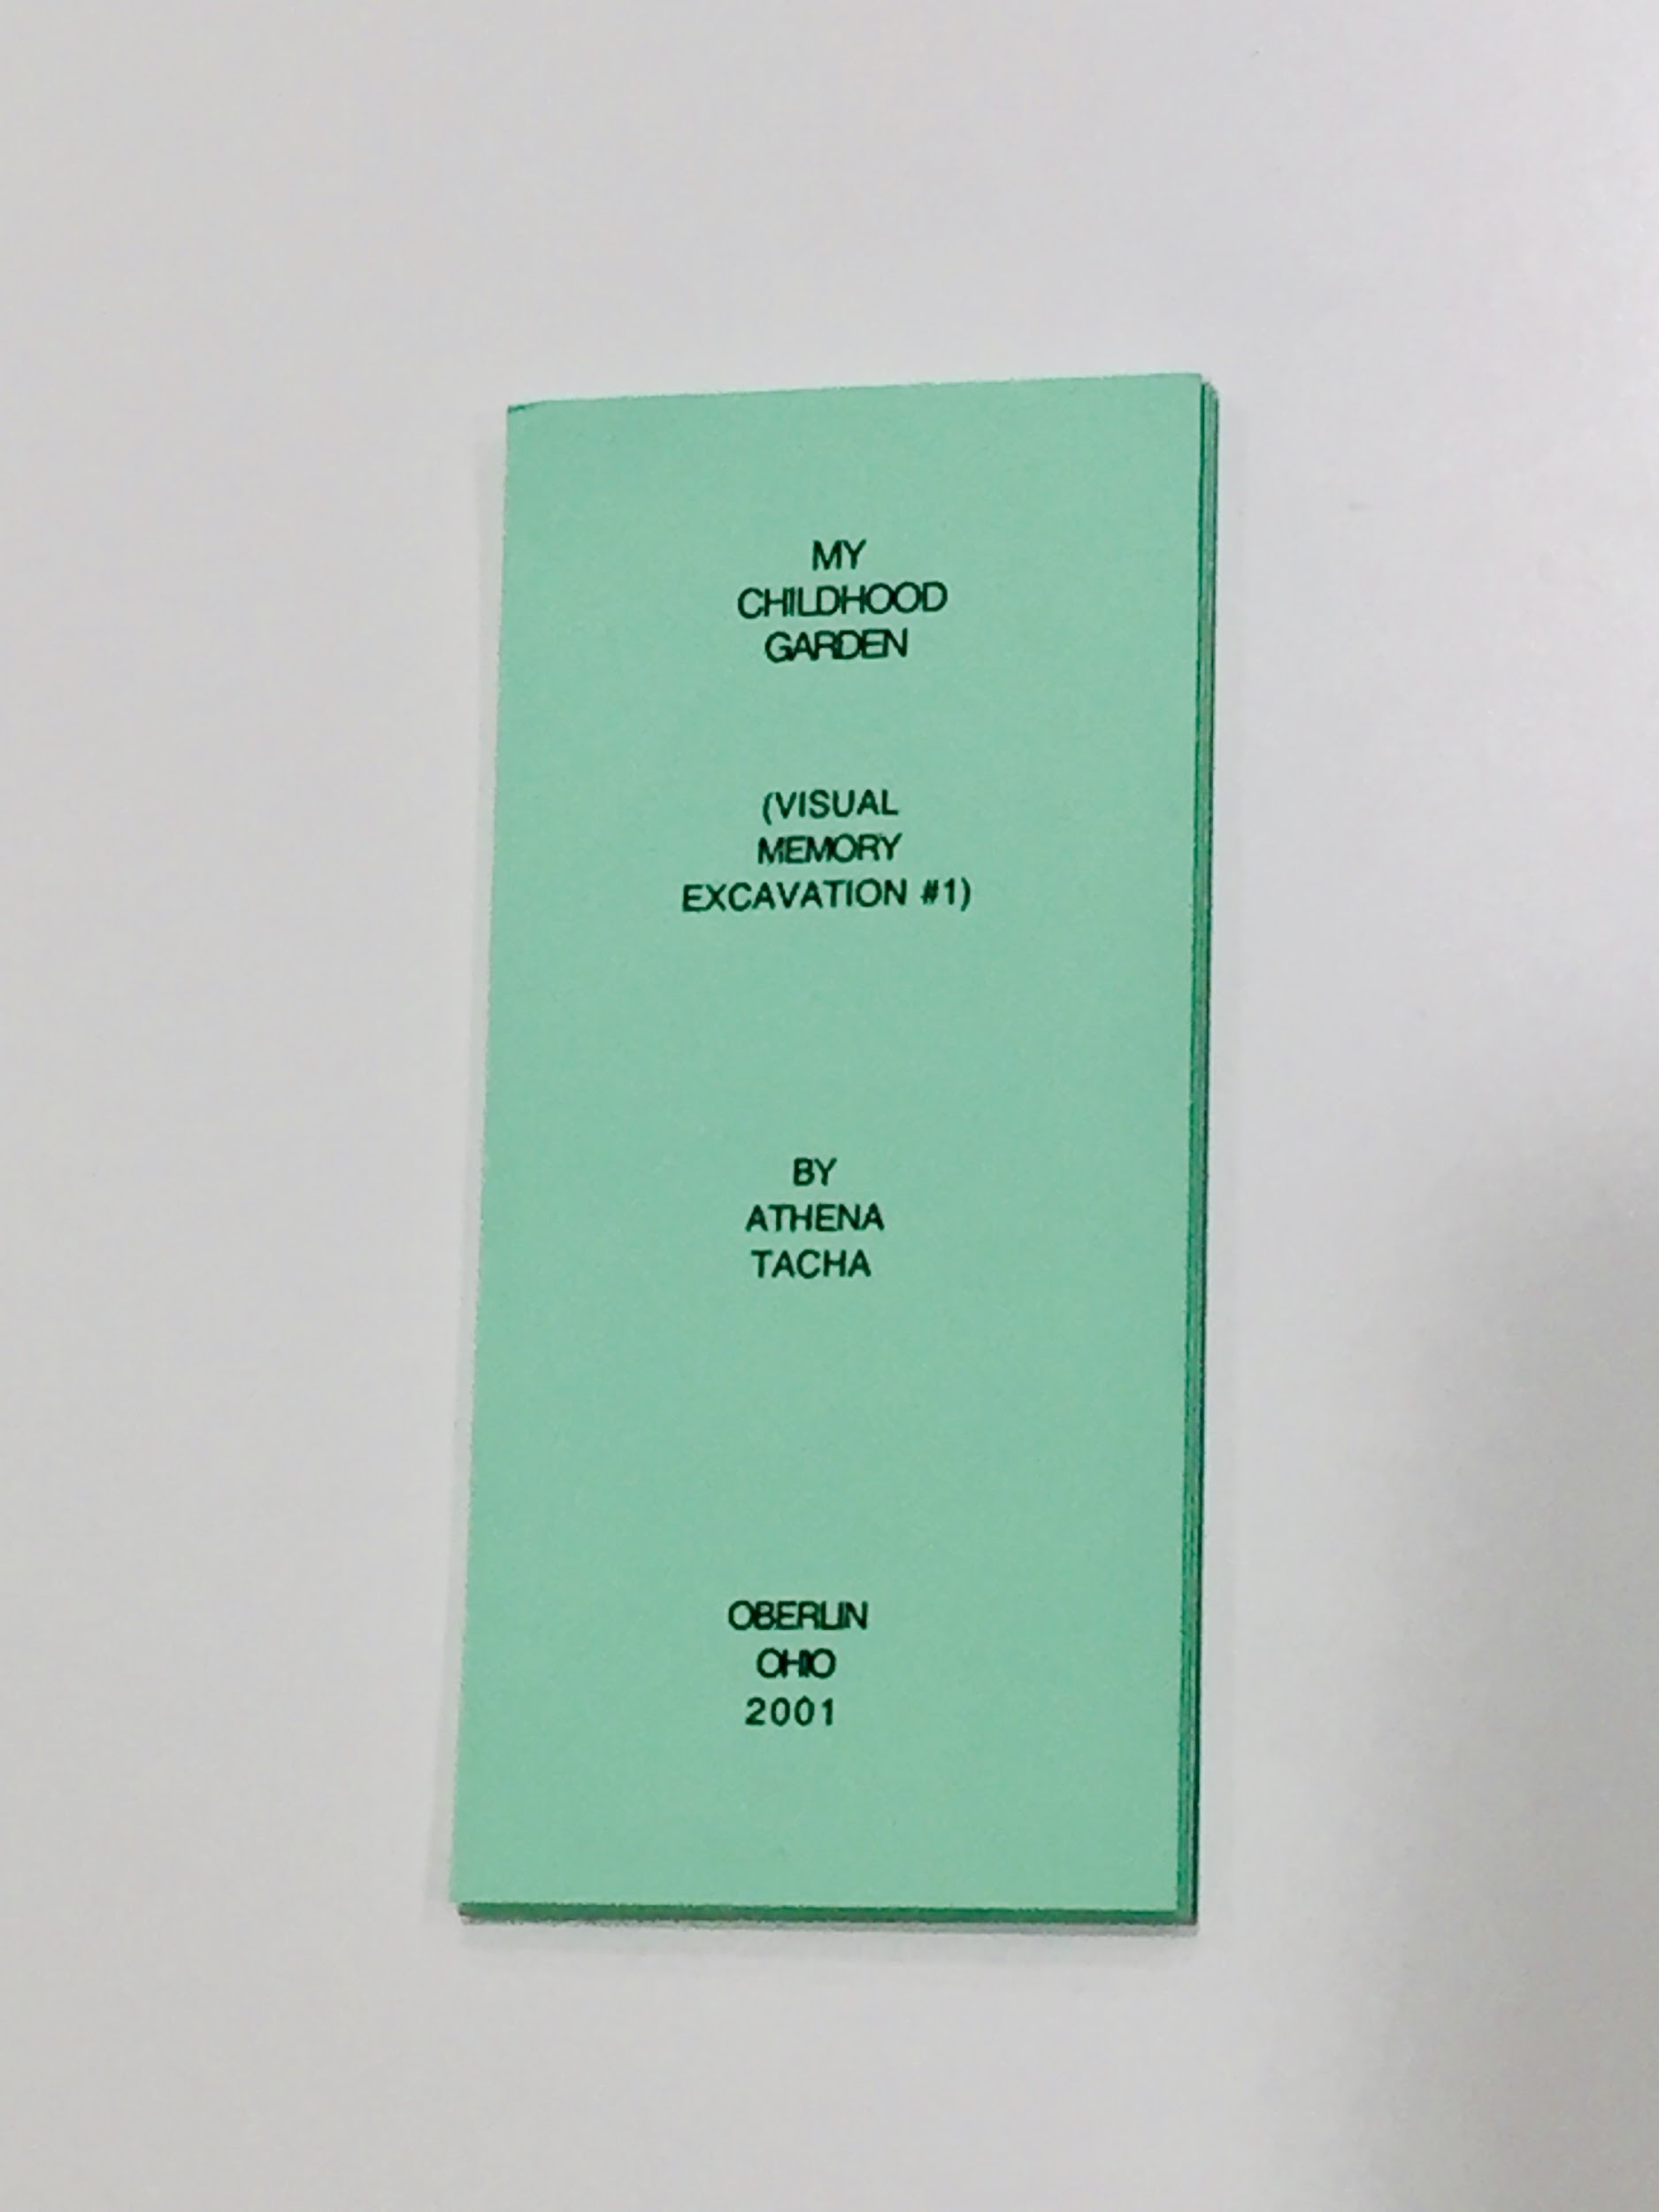 MY
CHILDHOOD
GARDEN
(VISUAL
MEMORY
EXCAVATION #1)
BY
ATHENA
TACHA
OBERLIN
OHIO
2001